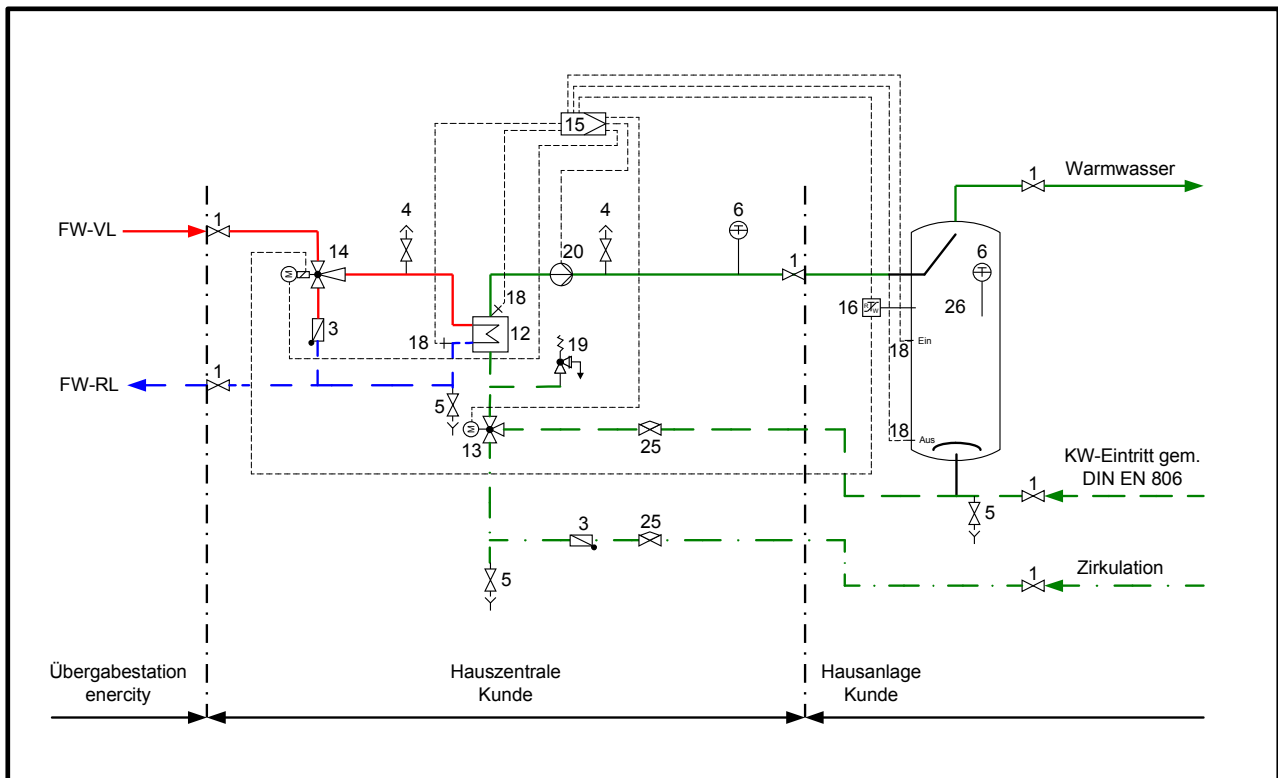 15
Warmwasser
1
FW-VL
1
14
4
20
4
6
1
6
M
18
12
16
R
T
W
26
3
18
19
18
Ein
FW-RL
1
5
M
13
25
18
Aus
KW-Eintritt gem.
DIN EN 806
1
5
3
25
Zirkulation
1
5
Übergabestation
enercity
Hauszentrale
Kunde
Hausanlage
Kunde